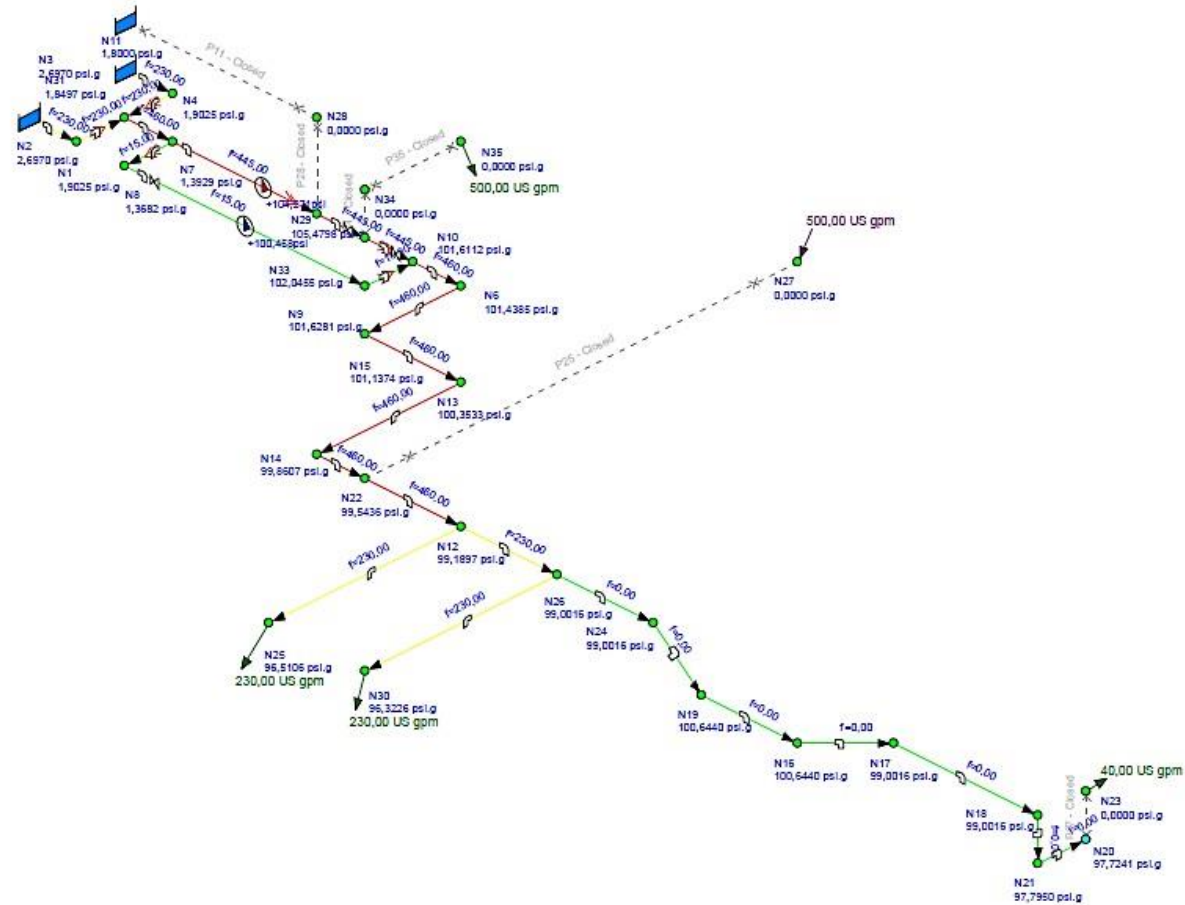 N11
1,8000 psi.g
P11 - Closed
N3
2,6970 psi.g
N31
1,8497 psi.g
f=230,00
f=230,00
f=230,00
f=230,00
N4
1,9025 psi.g
f=460,00
N2
2,6970 psi.g
N1
1,9025 psi.g
f=15,00
N7
1,3929 psi.g
N8
1,3682 psi.g
f=445,00
f=15,00
P28 - Closed
N28
0,0000 psi.g
P35 - Closed
N35
0,0000 psi.g
500,00 US gpm
Closed
N34
0,0000 psi.g
N29
105,4798 psi.g
f=445,00
f=445,00
N10
101,6112 psi.g
f=460,00
N33
102,0455 psi.g
N6
101,4385 psi.g
f=460,00
N9
101,6281 psi.g
f=460,00
N15
101,1374 psi.g
N13
100,3533 psi.g
f=460,00
500,00 US gpm
N27
0,0000 psi.g
P25 - Closed
N14
99,8607 psi.g
f=460,00
N22
99,5436 psi.g
f=460,00
N12
99,1897 psi.g
f=230,00
f=230,00
N25
96,5106 psi.g
230,00 US gpm
f=230,00
N30
96,3226 psi.g
230,00 US gpm
N26
99,0016 psi.g
f=0,00
N24
99,0016 psi.g
f=0,00
N19
100,6440 psi.g
f=0,00
N16
100,6440 psi.g
f=0,00
N17
99,0016 psi.g
f=0,00
N18
99,0016 psi.g
f=0,00
N21
97,7950 psi.g
f=0,00
N20
97,7241 psi.g
Closed
N23
0,0000 psi.g
40,00 US gpm